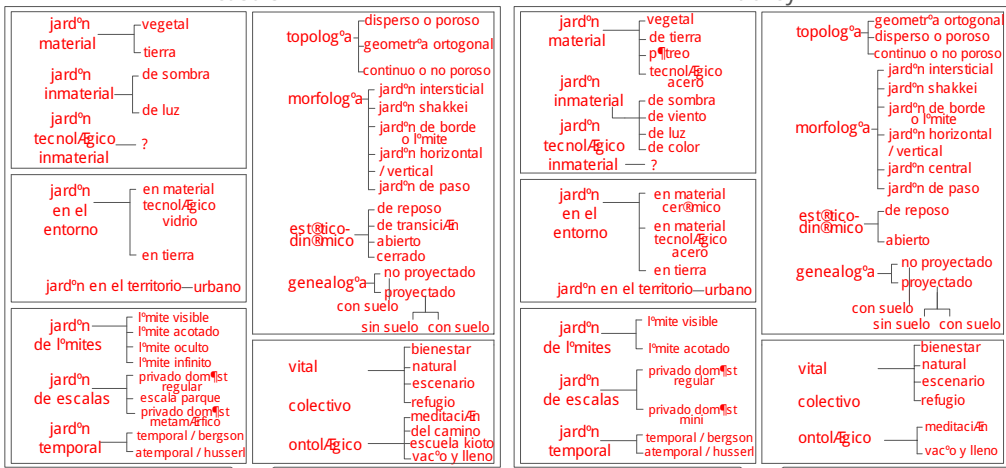 jardºn
material
vegetal
tierra
jardºn
inmaterial
de sombra
de luz
jardºn
tecnolÆgico
inmaterial
?
jardºn
en el
entorno
en material
tecnolÆgico
vidrio
en tierra
jardºn en el territorio
urbano
jardºn
de lºmites
lºmite visible
lºmite acotado
lºmite oculto
lºmite infinito
jardºn
de escalas
privado dom¶st
regular
escala parque
privado dom¶st
metamÆrfico
jardºn
temporal
temporal / bergson
atemporal / husserl
topologºa
disperso o poroso
geometrºa ortogonal
continuo o no poroso
morfologºa
jardºn intersticial
jardºn shakkei
jardºn de borde
o lºmite
jardºn horizontal
/ vertical
jardºn de paso
est®tico-
din®mico
de reposo
de transiciÆn
abierto
cerrado
genealogºa
no proyectado
proyectado
con suelo
sin suelo
con suelo
vital
colectivo
bienestar
natural
escenario
refugio
ontolÆgico
meditaciÆn
del camino
escuela kioto
vacºo y lleno
jardºn
material
vegetal
de tierra
p¶treo
tecnolÆgico
acero
jardºn
inmaterial
de sombra
de viento
de luz
de color
jardºn
tecnolÆgico
inmaterial
?
jardºn
en el
entorno
en material
cer®mico
en material
tecnolÆgico
acero
en tierra
jardºn en el territorio
urbano
jardºn
de lºmites
lºmite visible
lºmite acotado
jardºn
de escalas
privado dom¶st
regular
privado dom¶st
mini
jardºn
temporal
temporal / bergson
atemporal / husserl
topologºa
geometrºa ortogonal
disperso o poroso
continuo o no poroso
morfologºa
jardºn intersticial
jardºn shakkei
jardºn de borde
o lºmite
jardºn horizontal
/ vertical
jardºn central
jardºn de paso
est®tico-
din®mico
de reposo
abierto
genealogºa
no proyectado
proyectado
con suelo
sin suelo
con suelo
vital
colectivo
bienestar
natural
escenario
refugio
ontolÆgico
meditaciÆn
vacºo y lleno